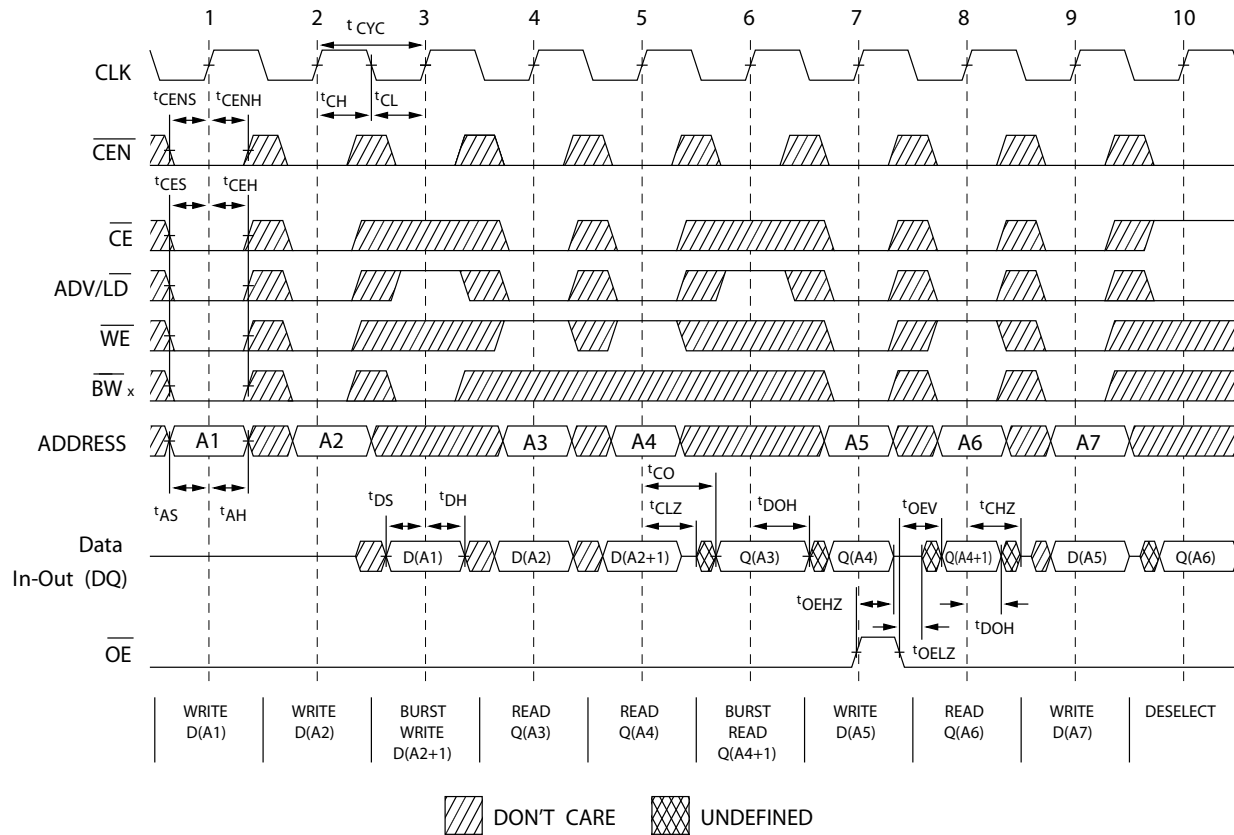 1 2 3 4 5 6 7 8 9 10
t CYC
CLK
tCENS tCENH tCH tCL
CEN
tCES tCEH
CE
ADV/LD
WE
BW x
ADDRESS A1 A2 A3 A4 A5 A6 A7
tCO
tAS tAH tDS tDH tCLZ tDOH tOEV tCHZ
Data
In-Out (DQ) D(A1) D(A2) D(A2+1) Q(A3) Q(A4) Q(A4+1) D(A5) Q(A6)
tOEHZ tDOH
tOELZ
OE
WRITE WRITE BURST READ READ BURST WRITE READ WRITE DESELECT
D(A1) D(A2) WRITE Q(A3) Q(A4) READ D(A5) Q(A6) D(A7)
D(A2+1) Q(A4+1)
DON'T CARE UNDEFINED